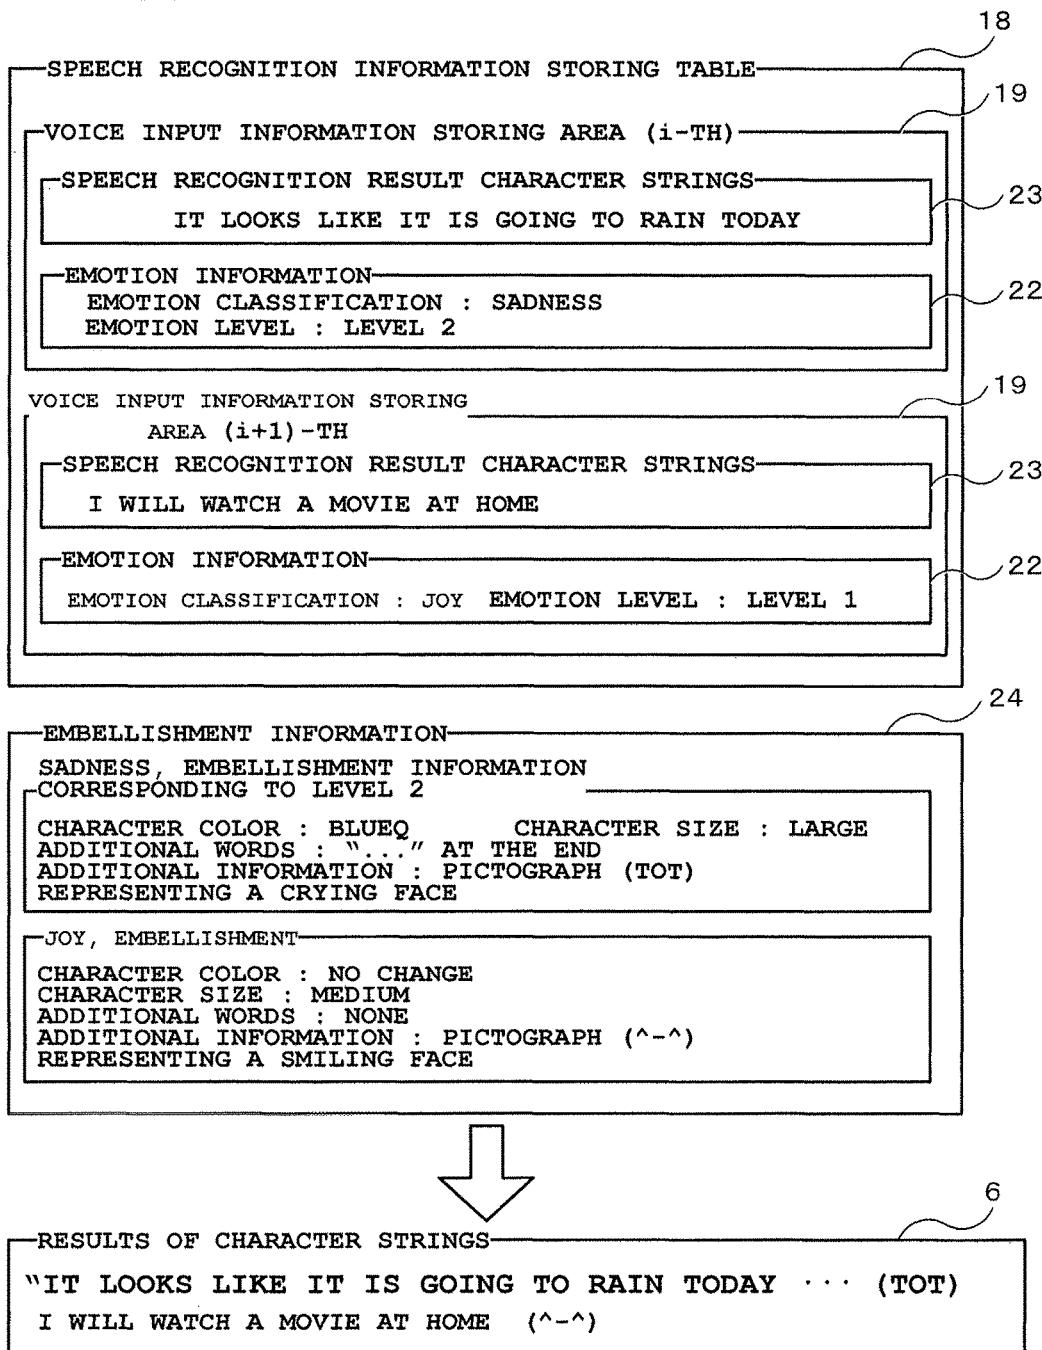 18
SPEECH RECOGNITION INFORMATION STORING TABLE
19
VOICE INPUT INFORMATION STORING AREA (i-TH)
SPEECH RECOGNITION RESULT CHARACTER STRINGS
23
IT LOOKS LIKE IT IS GOING TO RAIN TODAY
EMOTION INFORMATION
22
EMOTION CLASSIFICATION : SADNESS
EMOTION LEVEL : LEVEL 2
19
VOICE INPUT INFORMATION STORING
AREA (i+1)-TH
SPEECH RECOGNITION RESULT CHARACTER STRINGS
23
I WILL WATCH A MOVIE AT HOME
EMOTION INFORMATION
22
EMOTION CLASSIFICATION : JOY EMOTION LEVEL : LEVEL 1
24
EMBELLISHMENT INFORMATION
SADNESS, EMBELLISHMENT INFORMATION
CORRESPONDING TO LEVEL 2
CHARACTER COLOR : BLUEQ CHARACTER SIZE : LARGE
ADDITIONAL WORDS : "..." AT THE END
ADDITIONAL INFORMATION : PICTOGRAPH (TOT)
REPRESENTING A CRYING FACE
JOY, EMBELLISHMENT
CHARACTER COLOR : NO CHANGE
CHARACTER SIZE : MEDIUM
ADDITIONAL WORDS : NONE
ADDITIONAL INFORMATION : PICTOGRAPH (^-^)
REPRESENTING A SMILING FACE
6
RESULTS OF CHARACTER STRINGS
"IT LOOKS LIKE IT IS GOING TO RAIN TODAY ··· (TOT)
I WILL WATCH A MOVIE AT HOME (^-^)